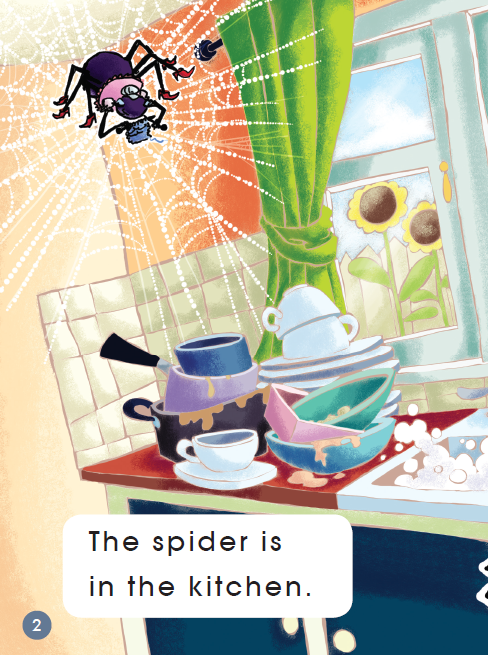 The spider is
in the kitchen.
2